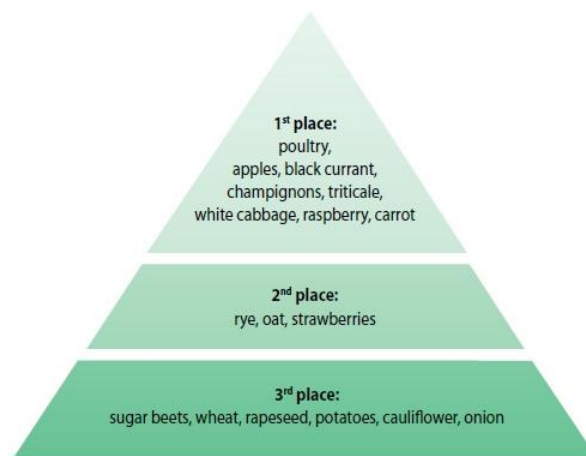 1st place:
poultry,
apples, black currant,
champignons, triticale,
white cabbage, raspberry, carrot
2nd place:
rye, oat, strawberries
3rd place:
sugar beets, wheat, rapeseed, potatoes, cauliflower, onion